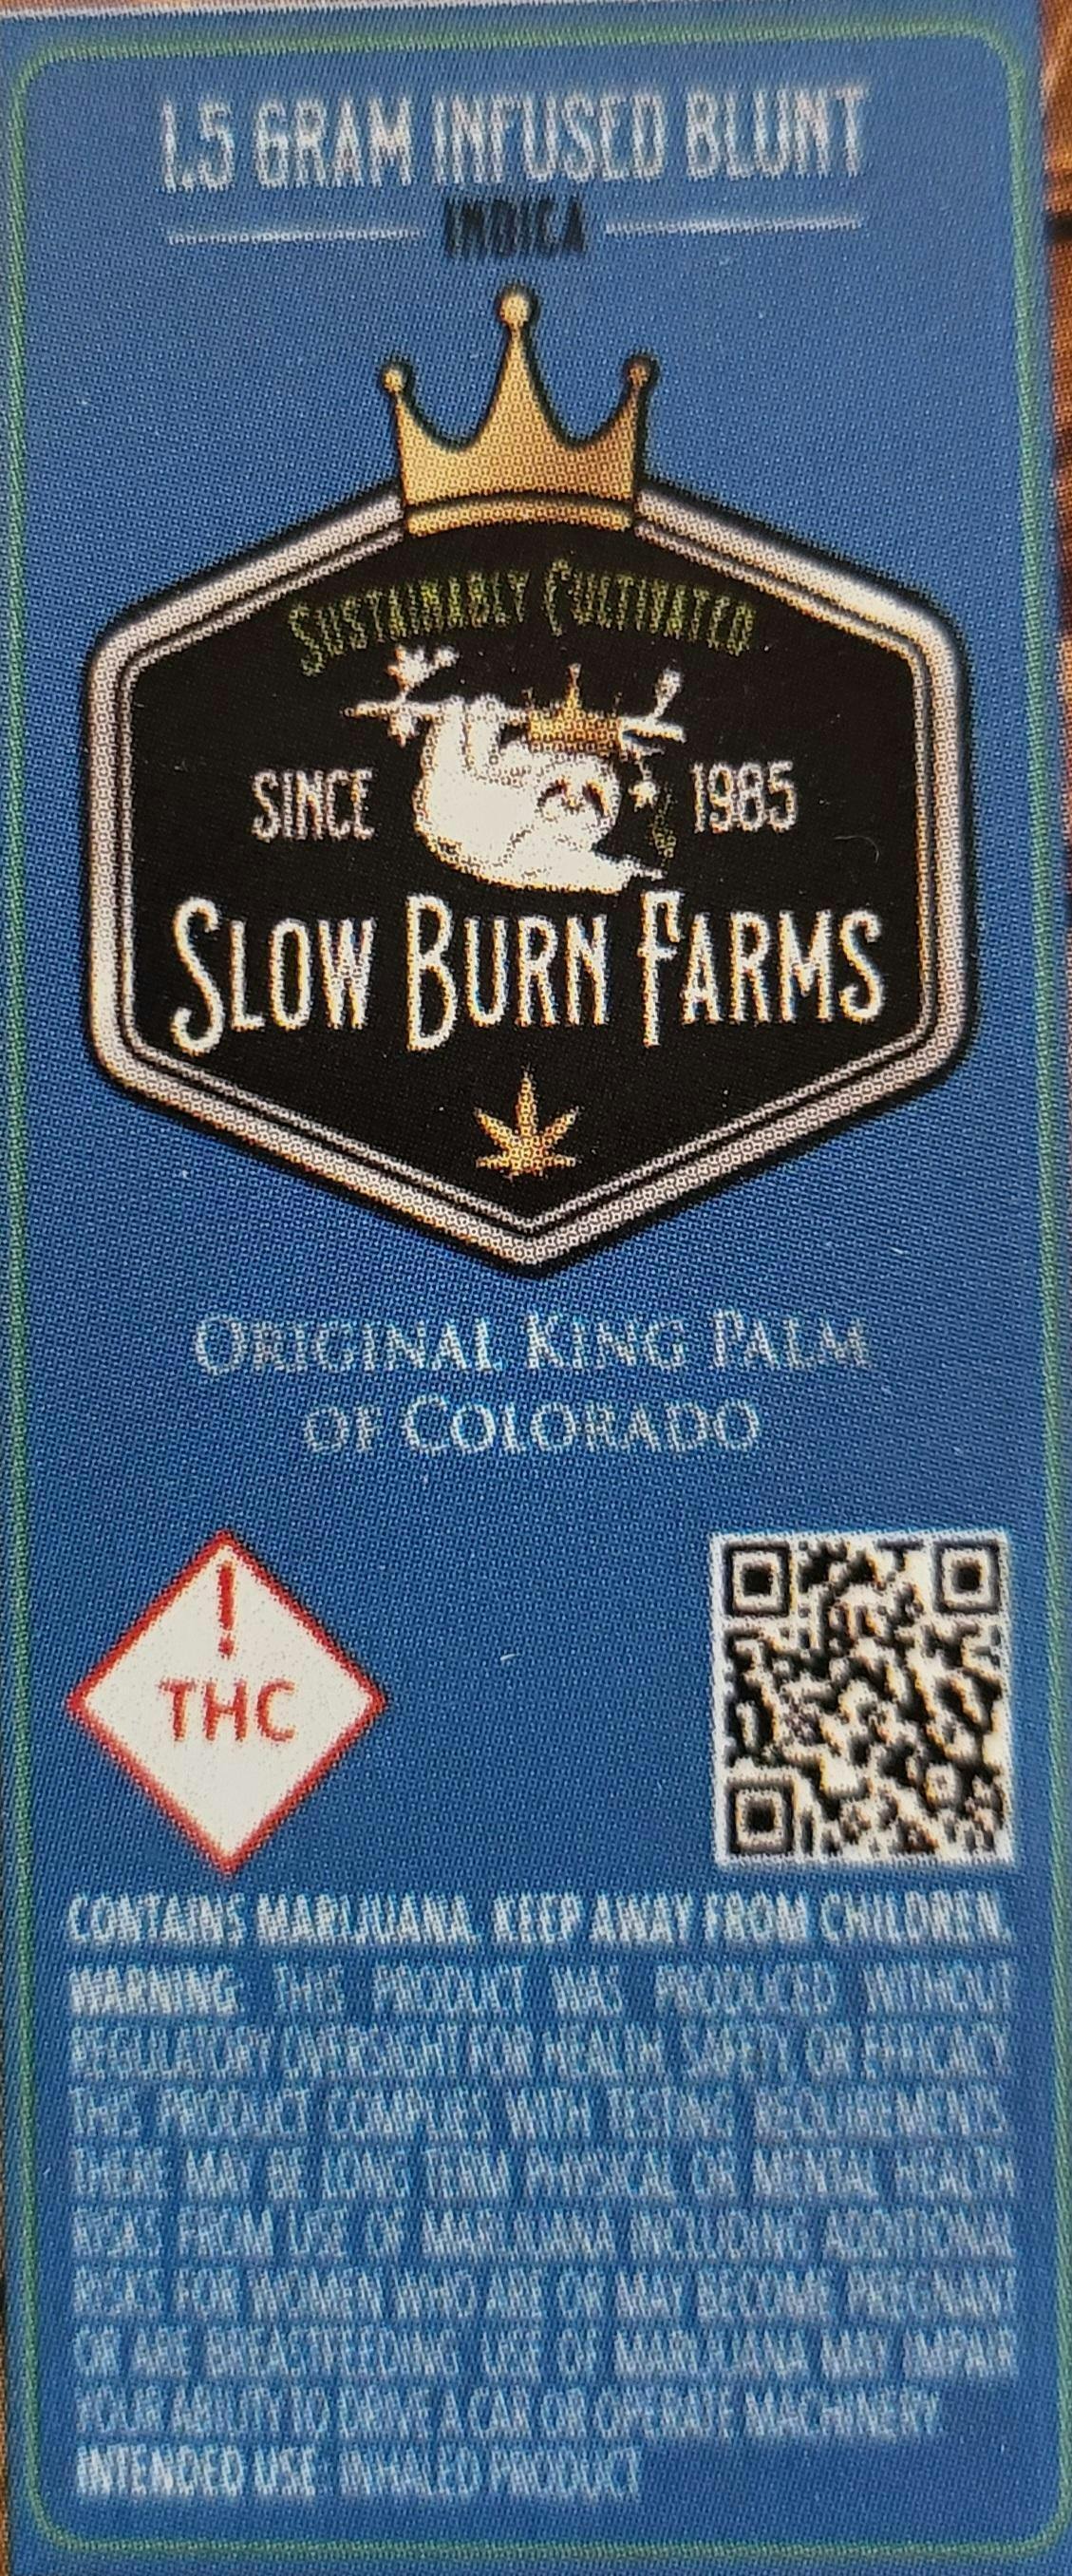 1.5 GRAM INFUSED BLUNT
INDICA
SUSTAINABLY CULTIVATED
SINCE 1985
SLOW BURN FARMS
ORIGINAL KING PALM
OF COLORADO
!
THC
CONTAINS MARIJUANA. KEEP AWAY FROM CHILDREN.
WARNING: THIS PRODUCT WAS PRODUCED WITHOUT
REGULATORY OVERSIGHT FOR HEALTH, SAFETY OR EFFICACY.
THIS PRODUCT COMPLIES WITH TESTING REQUIREMENTS.
THERE MAY BE LONG TERM PHYSICAL OR MENTAL HEALTH
RISKS FROM USE OF MARIJUANA INCLUDING ADDITIONAL
RISKS FOR WOMEN WHO ARE OR MAY BECOME PREGNANT
OR ARE BREASTFEEDING. USE OF MARIJUANA MAY IMPAIR
YOUR ABILITY TO DRIVE A CAR OR OPERATE MACHINERY.
INTENDED USE: INHALED PRODUCT